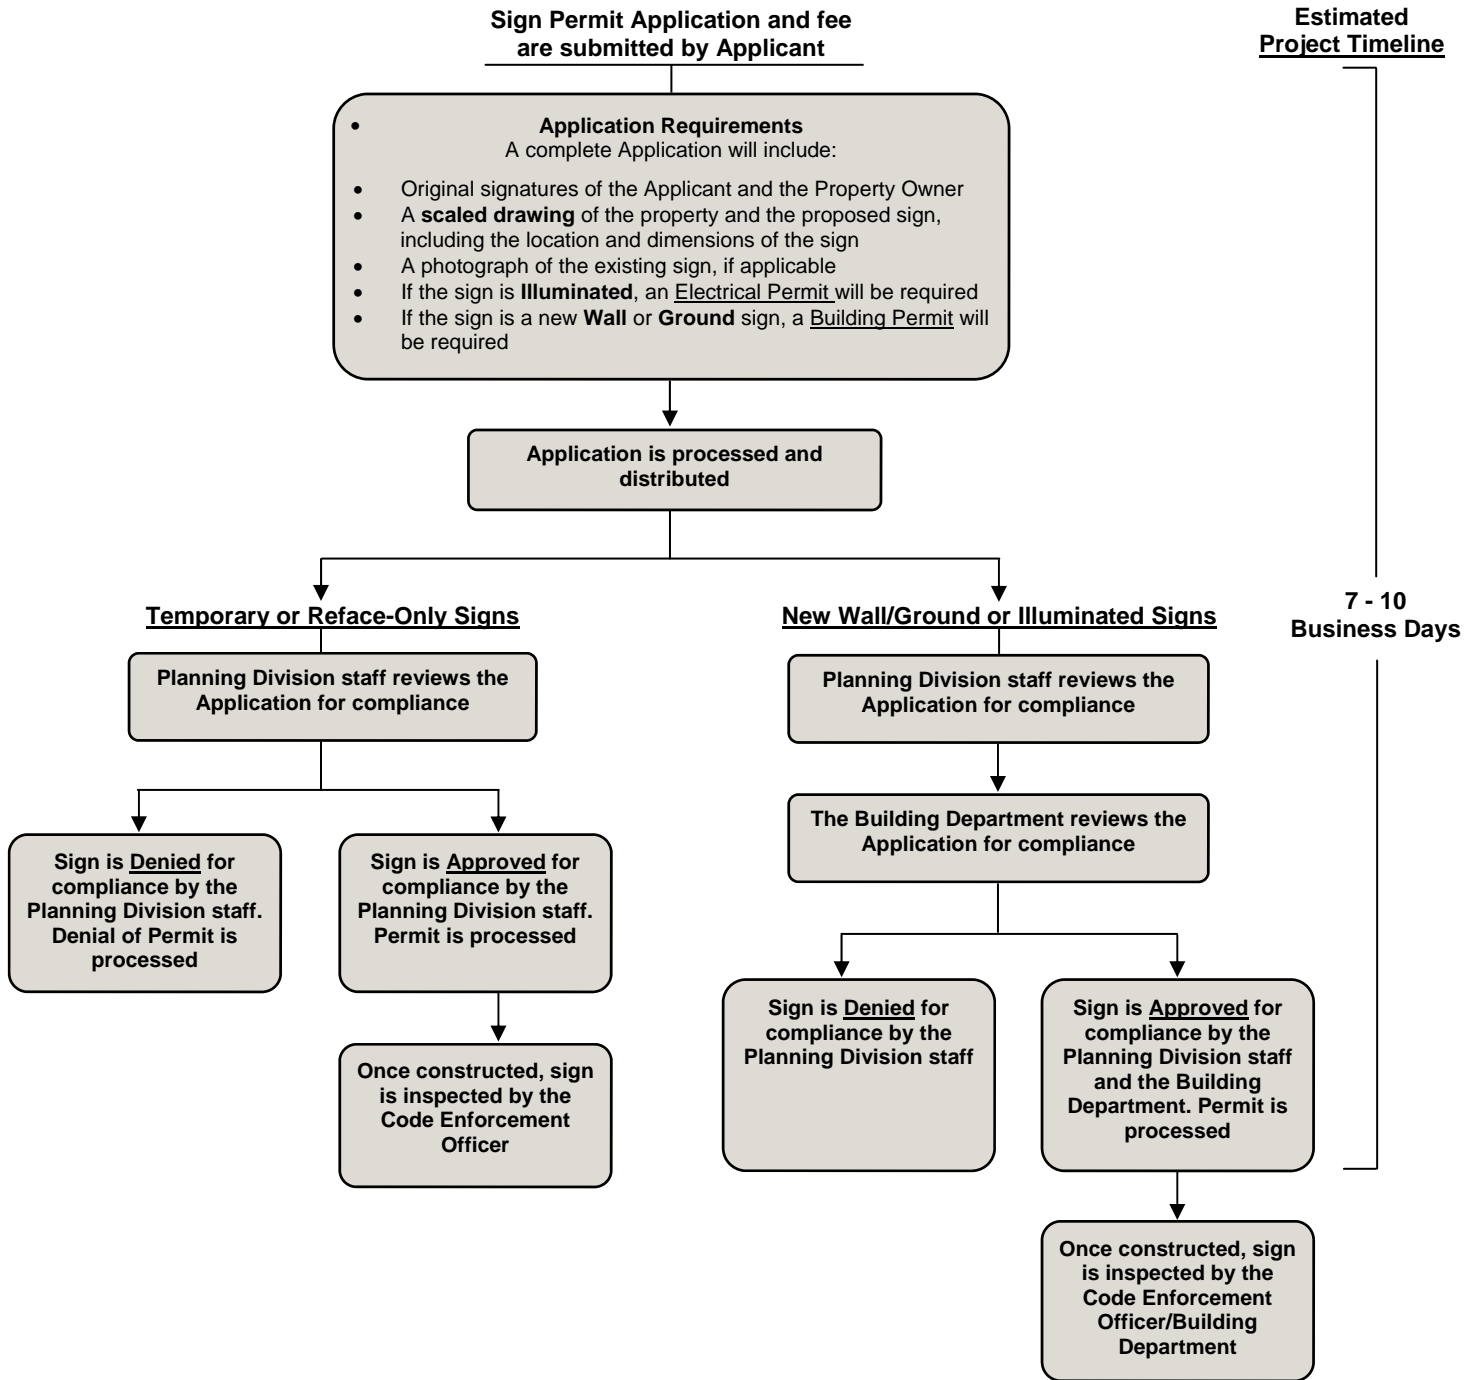 Sign Permit Application and fee
are submitted by Applicant
Estimated
Project Timeline
• Application Requirements
A complete Application will include:
• Original signatures of the Applicant and the Property Owner
• A scaled drawing of the property and the proposed sign,
including the location and dimensions of the sign
• A photograph of the existing sign, if applicable
• If the sign is Illuminated, an Electrical Permit will be required
• If the sign is a new Wall or Ground sign, a Building Permit will
be required
Application is processed and
distributed
7 - 10
Business Days
Temporary or Reface-Only Signs
Planning Division staff reviews the
Application for compliance
Sign is Denied for
compliance by the
Planning Division staff.
Denial of Permit is
processed
Sign is Approved for
compliance by the
Planning Division staff.
Permit is processed
Once constructed, sign
is inspected by the
Code Enforcement
Officer
New Wall/Ground or Illuminated Signs
Planning Division staff reviews the
Application for compliance
The Building Department reviews the
Application for compliance
Sign is Denied for
compliance by the
Planning Division staff
Sign is Approved for
compliance by the
Planning Division staff
and the Building
Department. Permit is
processed
Once constructed, sign
is inspected by the
Code Enforcement
Officer/Building
Department